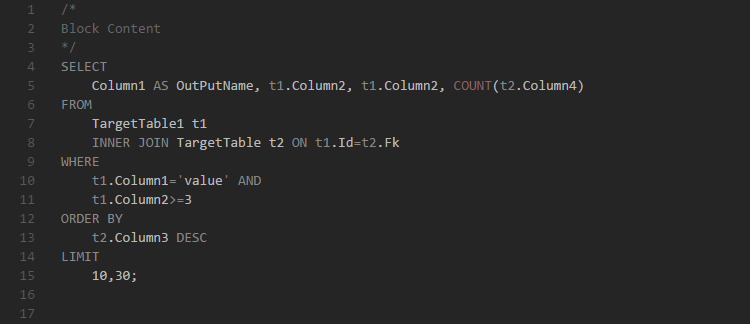 1 /*
2 Block Content
3 */
4 SELECT
5 Column1 AS OutPutName, t1.Column2, t1.Column2, COUNT(t2.Column4)
6 FROM
7 TargetTable1 t1
8 INNER JOIN TargetTable t2 ON t1.Id=t2.Fk
9 WHERE
10 t1.Column1='value' AND
11 t1.Column2>=3
12 ORDER BY
13 t2.Column3 DESC
14 LIMIT
15 10,30;
16
17